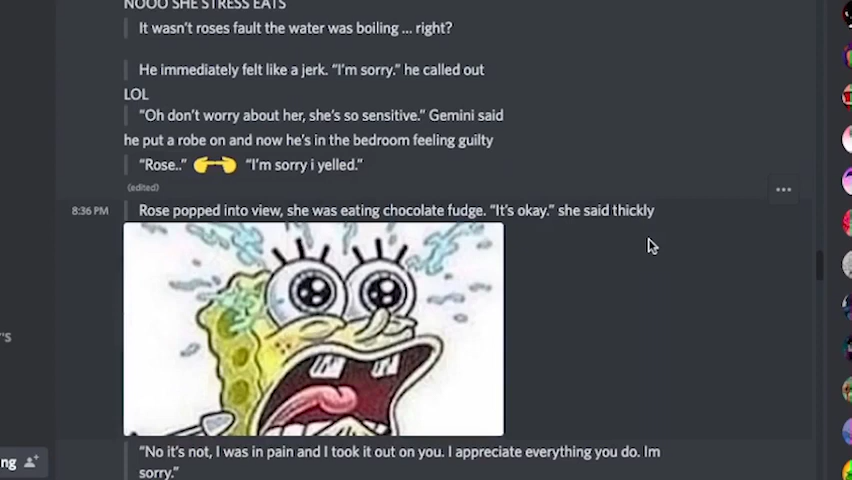 NOOO SHE STRESS EATS
It wasn't roses fault the water was boiling ... right?
He immediately felt like a jerk. “I'm sorry.” he called out
LOL
“Oh don't worry about her, she's so sensitive.” Gemini said
he put a robe on and now he's in the bedroom feeling guilty
“Rose..” “I'm sorry i yelled.”
(edited)
8:36 PM Rose popped into view, she was eating chocolate fudge. “It's okay.” she said thickly
'S
“No it's not, I was in pain and I took it out on you. I appreciate everything you do. Im
ng
sorry.”